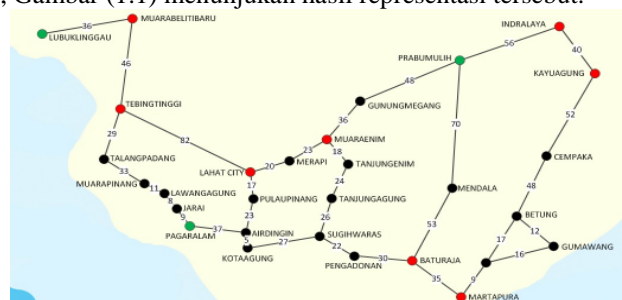 , Gambar (1.1) menunjukan hasil representasi tersebut.
36
MUARABELITIBARU
INDRALAYA
LUBUKLINGGAU
56
40
PRABUMULIH
46
KAYUAGUNG
48
GUNUNGMEGANG
TEBINGTINGGI
36
52
70
29
82
MUARAENIM
23
18
TALANGPADANG
MERAPI
TANJUNGENIM
CEMPAKA
33
LAHAT CITY
20
MUARAPINANG
11
LAWANGAGUNG
17
24
48
MENDALA
8
PULAUPINANG
TANJUNGAGUNG
JARAI
9
23
26
53
BETUNG
12
PAGARALAM
37
AIRDINGIN
SUGIHWARAS
17
GUMAWANG
5
27
22
16
KOTAAGUNG
30
BATURAJA
PENGADONAN
35
9
MARTAPURA